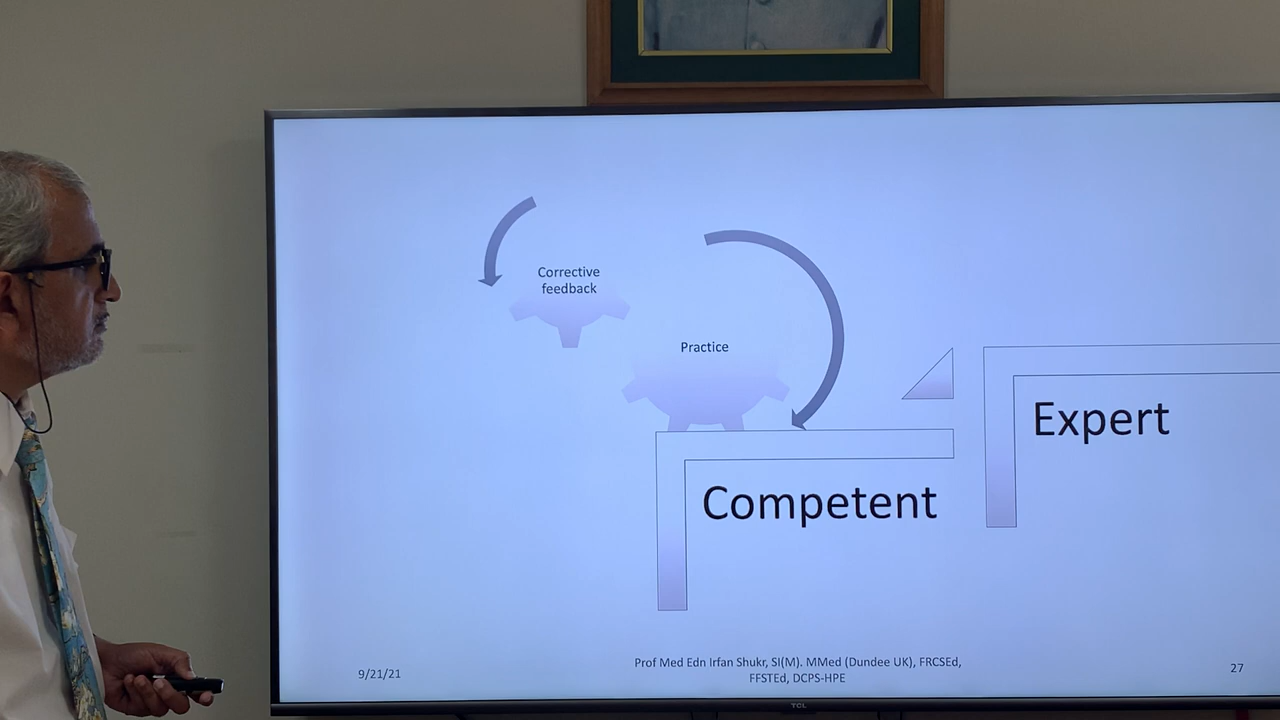 Corrective
feedback
Practice
Expert
Competent
9/21/21
Prof Med Edn Irfan Shukr, SI(M). MMed (Dundee UK), FRCSEd,
FFSTEd, DCPS-HPE
27
TCL